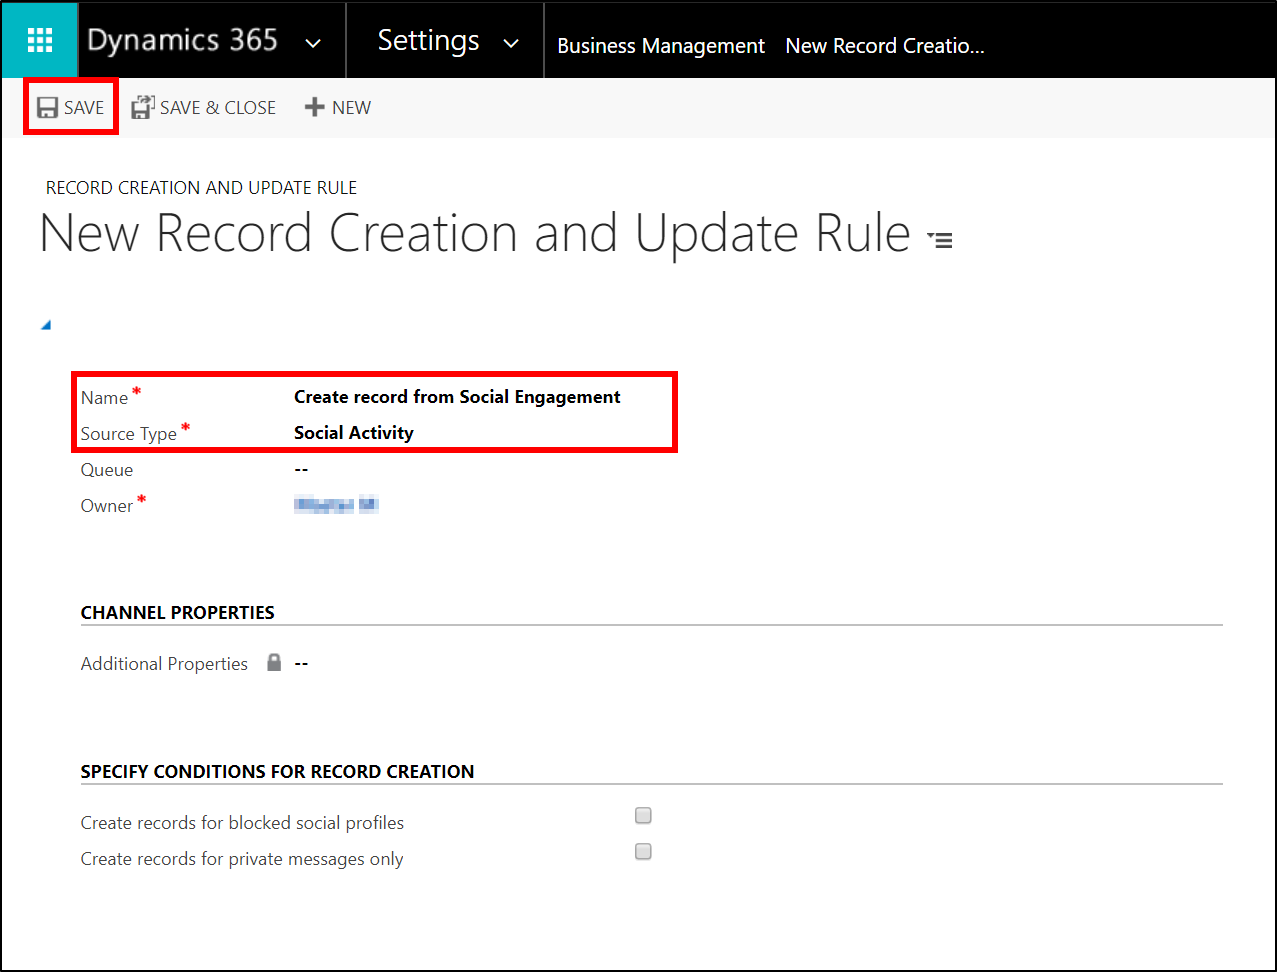 Dynamics 365 Settings Business Management New Record Creatio...
SAVE SAVE & CLOSE NEW
RECORD CREATION AND UPDATE RULE
New Record Creation and Update Rule
Name * Create record from Social Engagement
Source Type * Social Activity
Queue --
Owner *
CHANNEL PROPERTIES
Additional Properties --
SPECIFY CONDITIONS FOR RECORD CREATION
Create records for blocked social profiles
Create records for private messages only